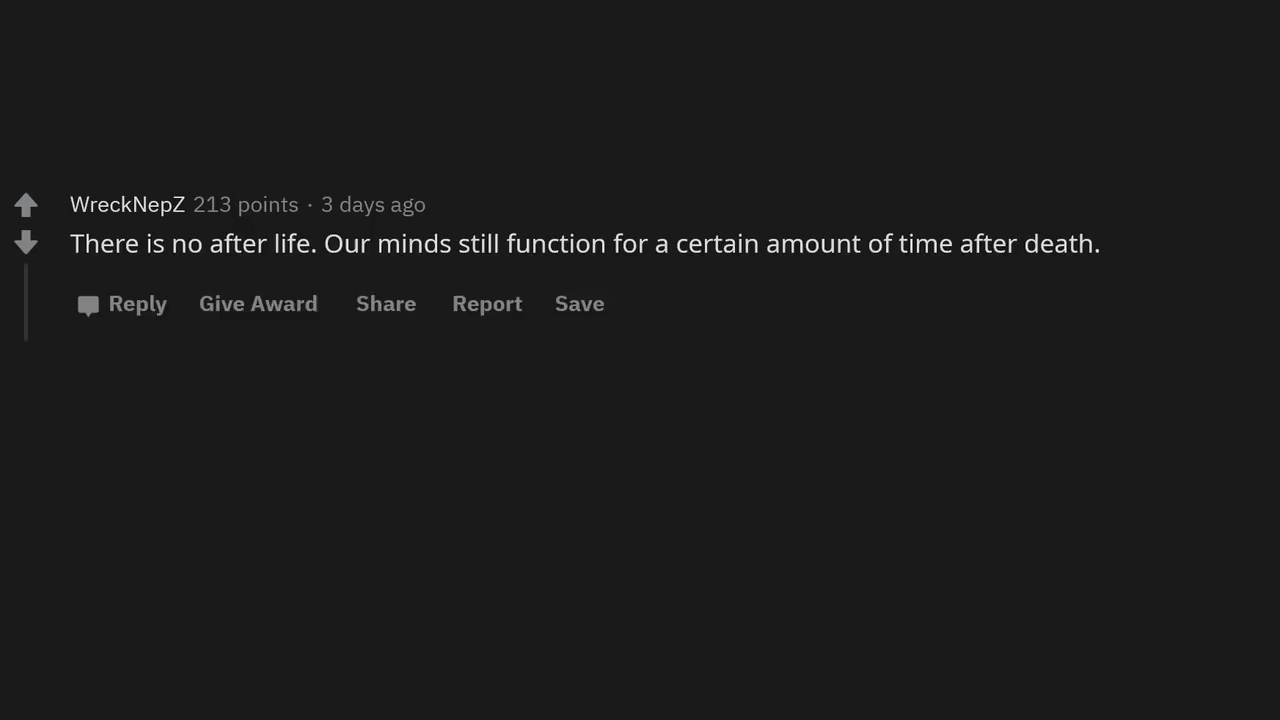 WreckNepZ 213 points · 3 days ago
There is no after life. Our minds still function for a certain amount of time after death.
Reply Give Award Share Report Save